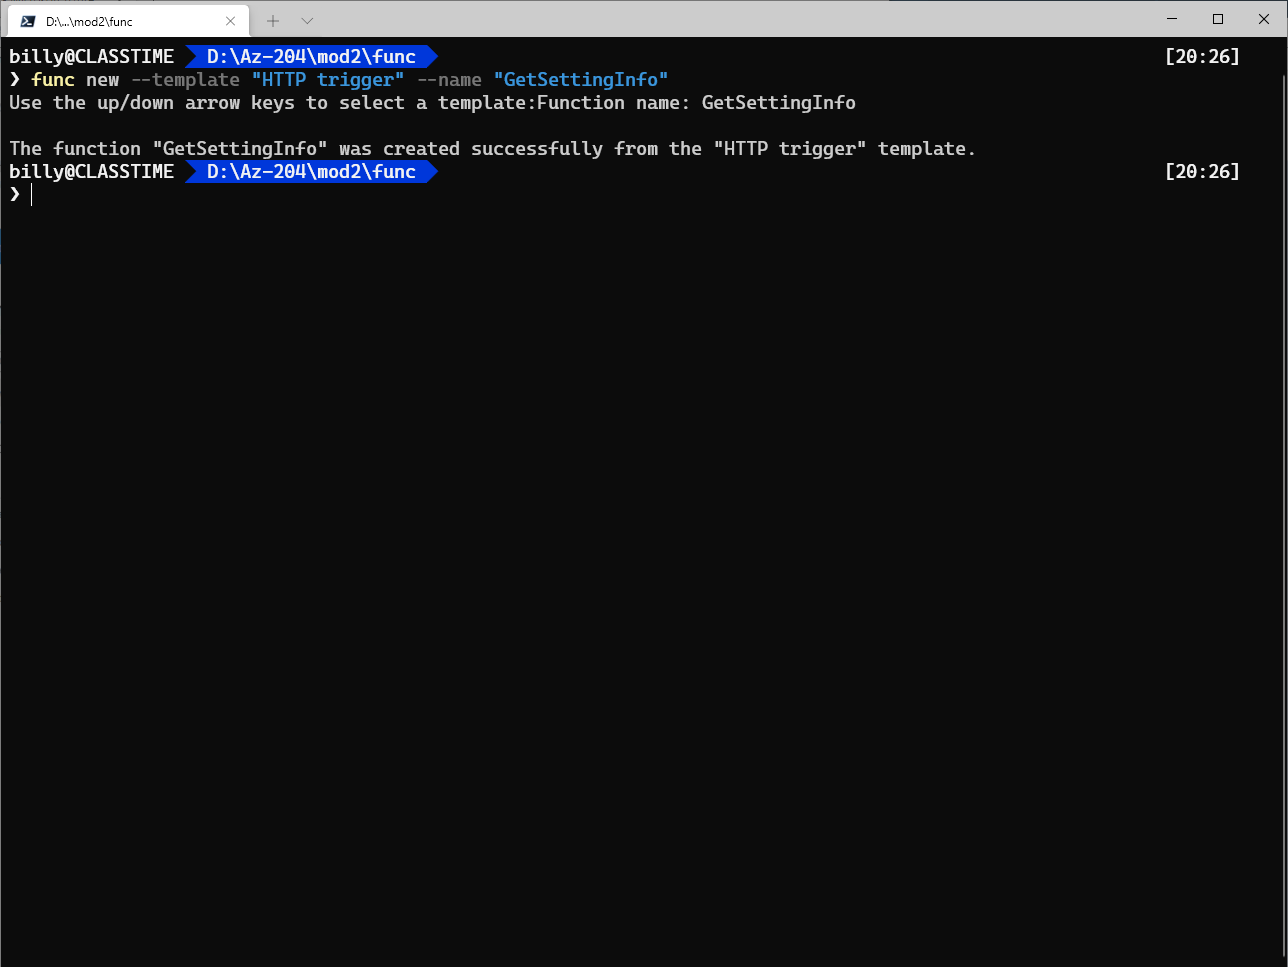 D:\...\mod2\func
billy@CLASSTIME D:\Az-204\mod2\func [20:26]
❯ func new --template "HTTP trigger" --name "GetSettingInfo"
Use the up/down arrow keys to select a template:Function name: GetSettingInfo
The function "GetSettingInfo" was created successfully from the "HTTP trigger" template.
billy@CLASSTIME D:\Az-204\mod2\func [20:26]
❯